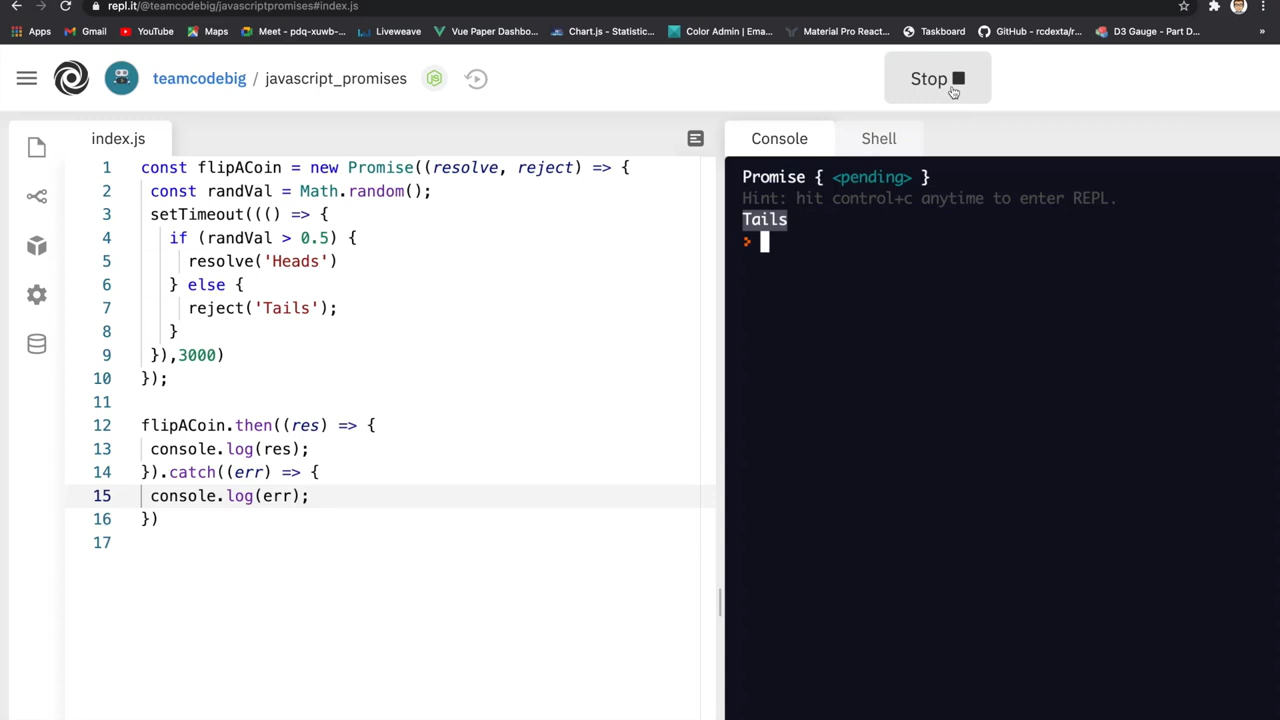 repl.it/@teamcodebig/javascriptpromises#index.js
Apps Gmail YouTube Maps Meet - pdq-xuwb-... Liveweave Vue Paper Dashbo... Chart.js - Statistic... Color Admin | Ema... Material Pro React... Taskboard GitHub - rcdexta/r... D3 Gauge - Part D... »
teamcodebig / javascript_promises
Stop
index.js
1 const flipACoin = new Promise((resolve, reject) => {
2 const randVal = Math.random();
3 setTimeout((() => {
4 if (randVal > 0.5) {
5 resolve('Heads')
6 } else {
7 reject('Tails');
8 }
9 }),3000)
10 });
11
12 flipACoin.then((res) => {
13 console.log(res);
14 }).catch((err) => {
15 console.log(err);
16 })
17
Console Shell
Promise { <pending> }
Hint: hit control+c anytime to enter REPL.
Tails
>